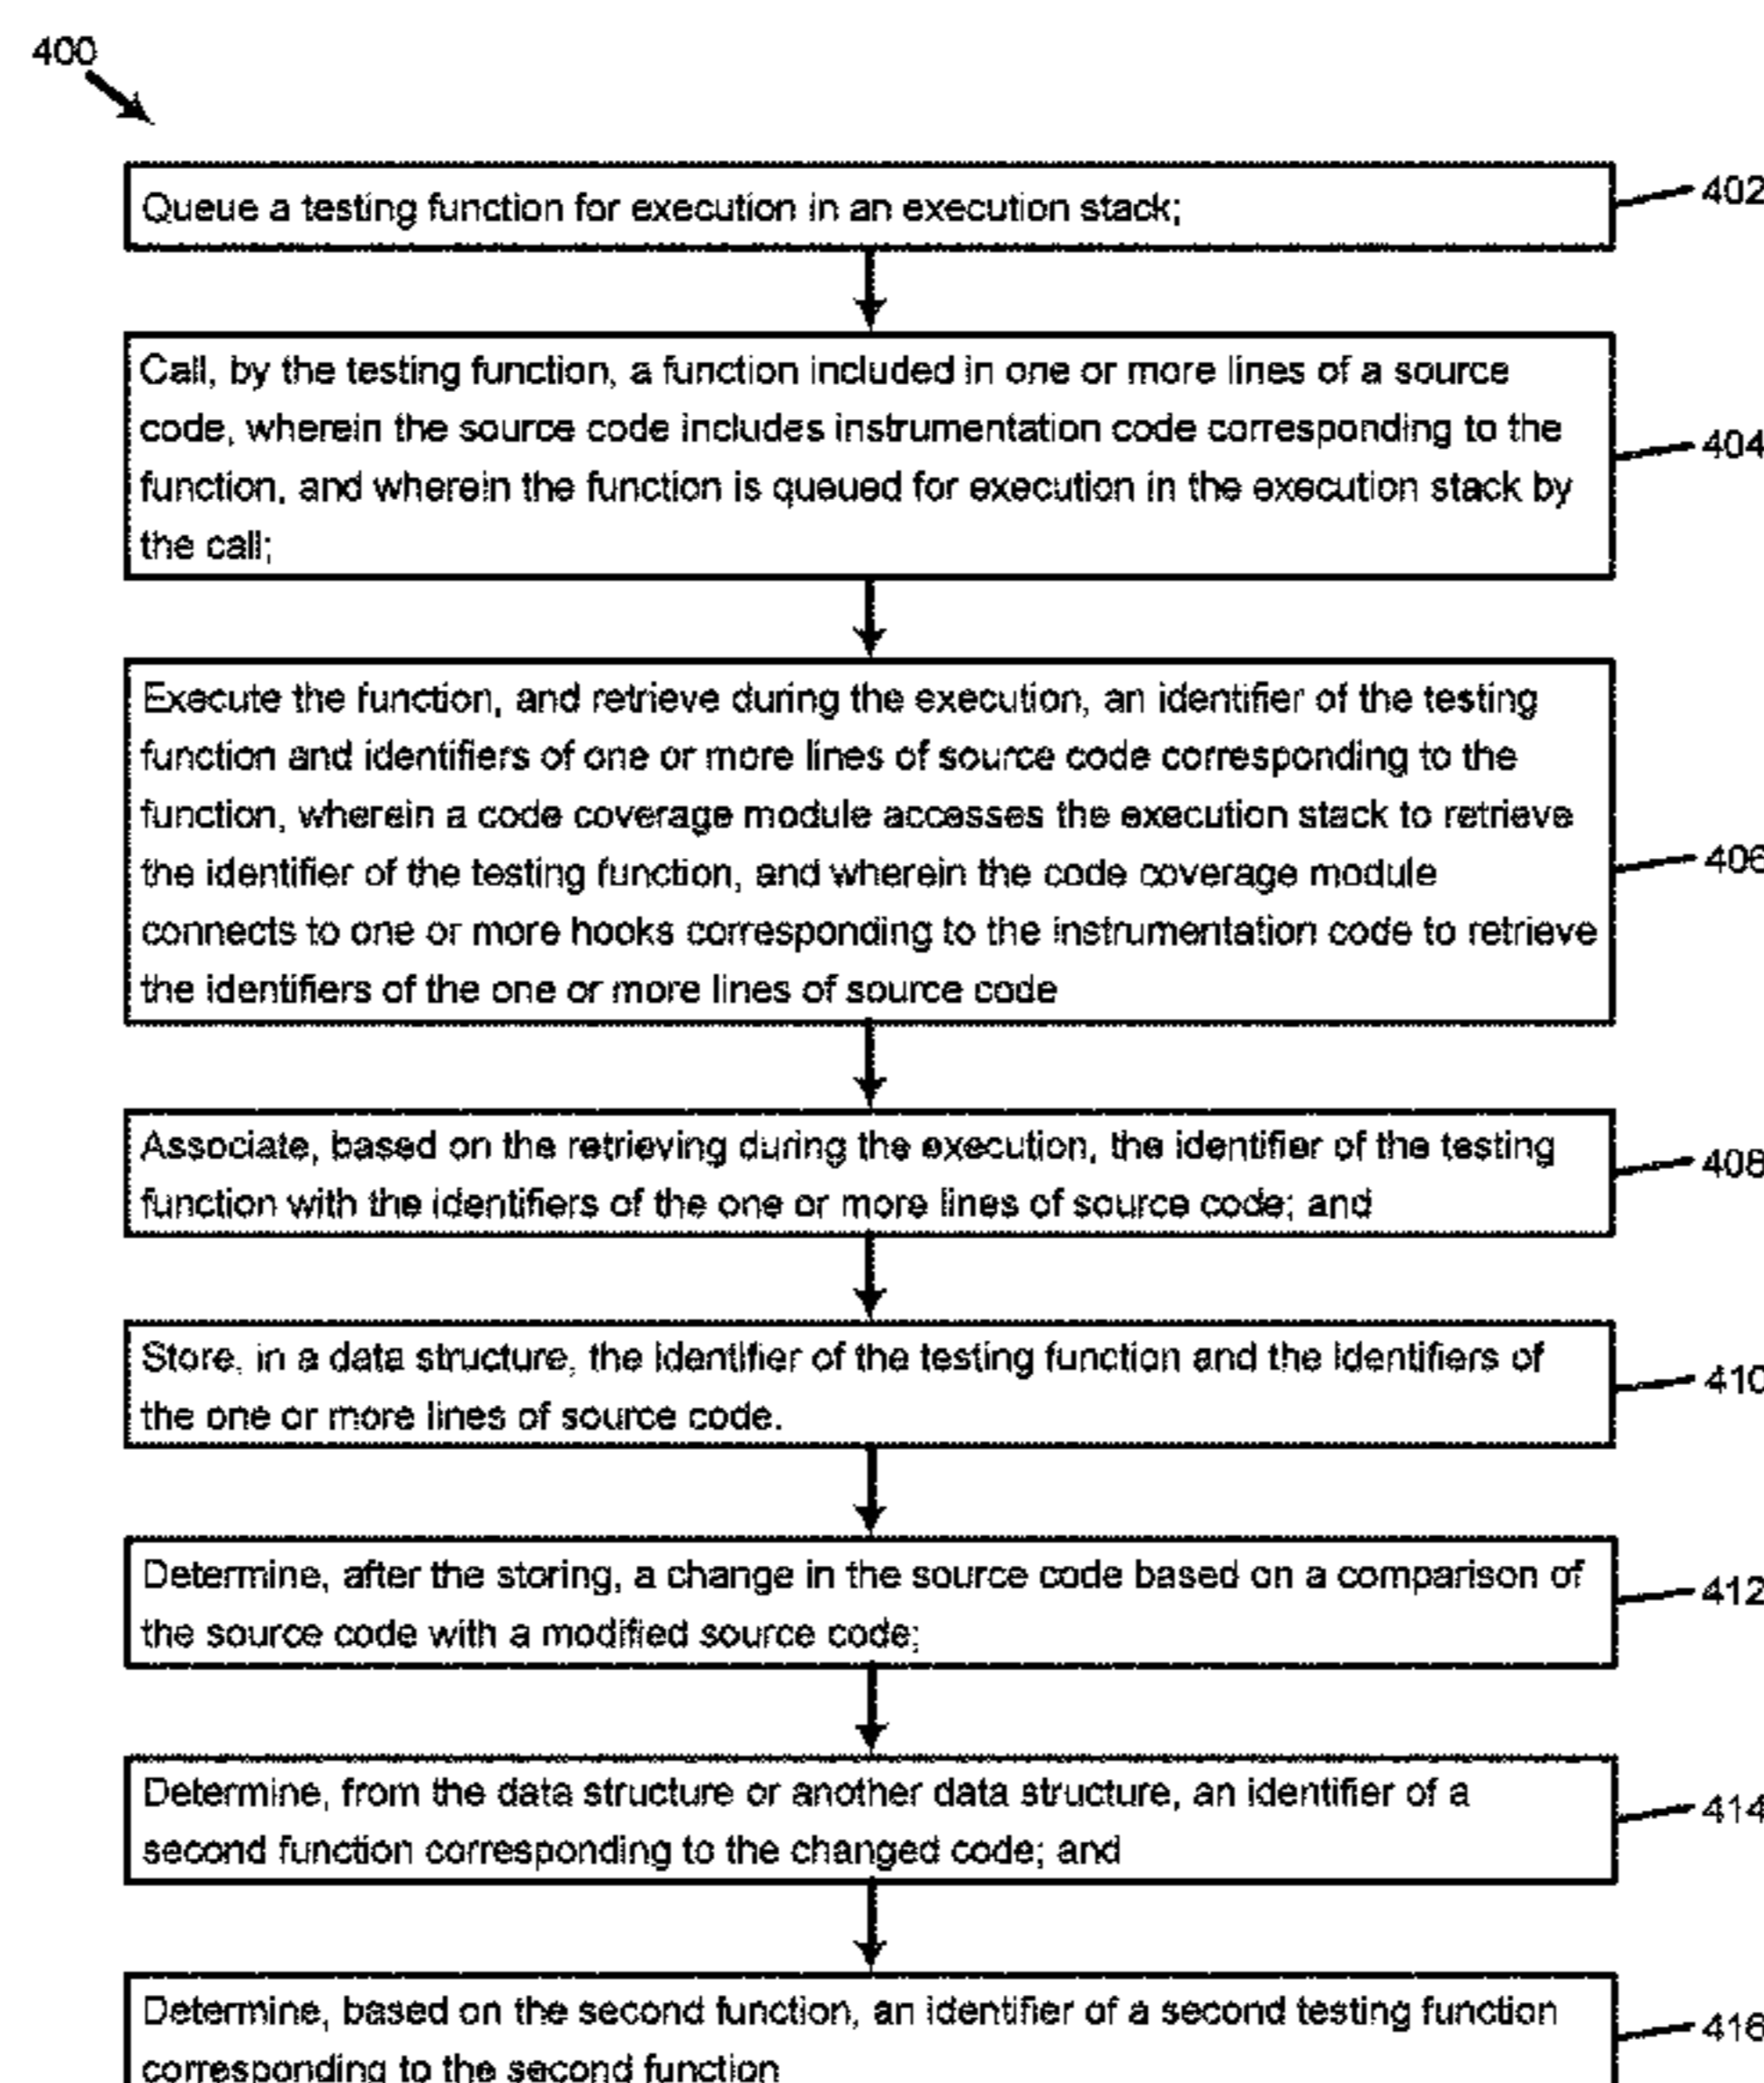 400
Queue a testing function for execution in an execution stack;
402
Call, by the testing function, a function included in one or more lines of a source
code, wherein the source code includes instrumentation code corresponding to the
function, and wherein the function is queued for execution in the execution stack by
the call;
404
Execute the function, and retrieve during the execution, an identifier of the testing
function and identifiers of one or more lines of source code corresponding to the
function, wherein a code coverage module accesses the execution stack to retrieve
the identifier of the testing function, and wherein the code coverage module
connects to one or more hooks corresponding to the instrumentation code to retrieve
the identifiers of the one or more lines of source code
406
Associate, based on the retrieving during the execution, the identifier of the testing
function with the identifiers of the one or more lines of source code; and
408
Store, in a data structure, the identifier of the testing function and the identifiers of
the one or more lines of source code.
410
Determine, after the storing, a change in the source code based on a comparison of
the source code with a modified source code;
412
Determine, from the data structure or another data structure, an identifier of a
second function corresponding to the changed code; and
414
Determine, based on the second function, an identifier of a second testing function
corresponding to the second function
416